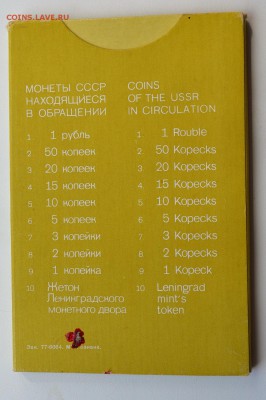 COINS.LAVE.RU
МОНЕТЫ СССР
НАХОДЯЩИЕСЯ
В ОБРАЩЕНИИ
1. 1 рубль
2. 50 копеек
3. 20 копеек
4. 15 копеек
5. 10 копеек
6. 5 копеек
7. 3 копейки
8. 2 копейки
9. 1 копейка
10. Жетон
Ленинградского
монетного двора
COINS
OF THE USSR
IN CIRCULATION
1. 1 Rouble
2. 50 Kopecks
3. 20 Kopecks
4. 15 Kopecks
5. 10 Kopecks
6. 5 Kopecks
7. 3 Kopecks
8. 2 Kopecks
9. 1 Kopeck
10. Leningrad
mint's
token
Зак.